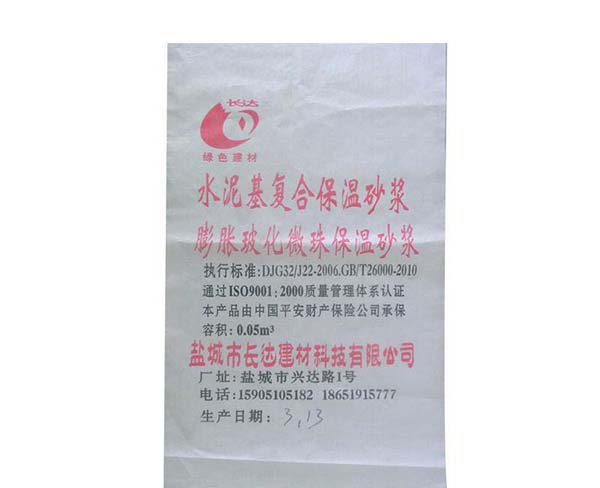 长达
绿色建材
水泥基复合保温砂浆
膨胀玻化微珠保温砂浆
执行标准:DJG32/J22-2006.GB/T26000-2010
通过ISO9001:2000质量管理体系认证
本产品由中国平安财产保险公司承保
容积:0.05m³
盐城市长达建材科技有限公司
厂址:盐城市兴达路1号
电话:15905105182 18651915777
生产日期:3,13